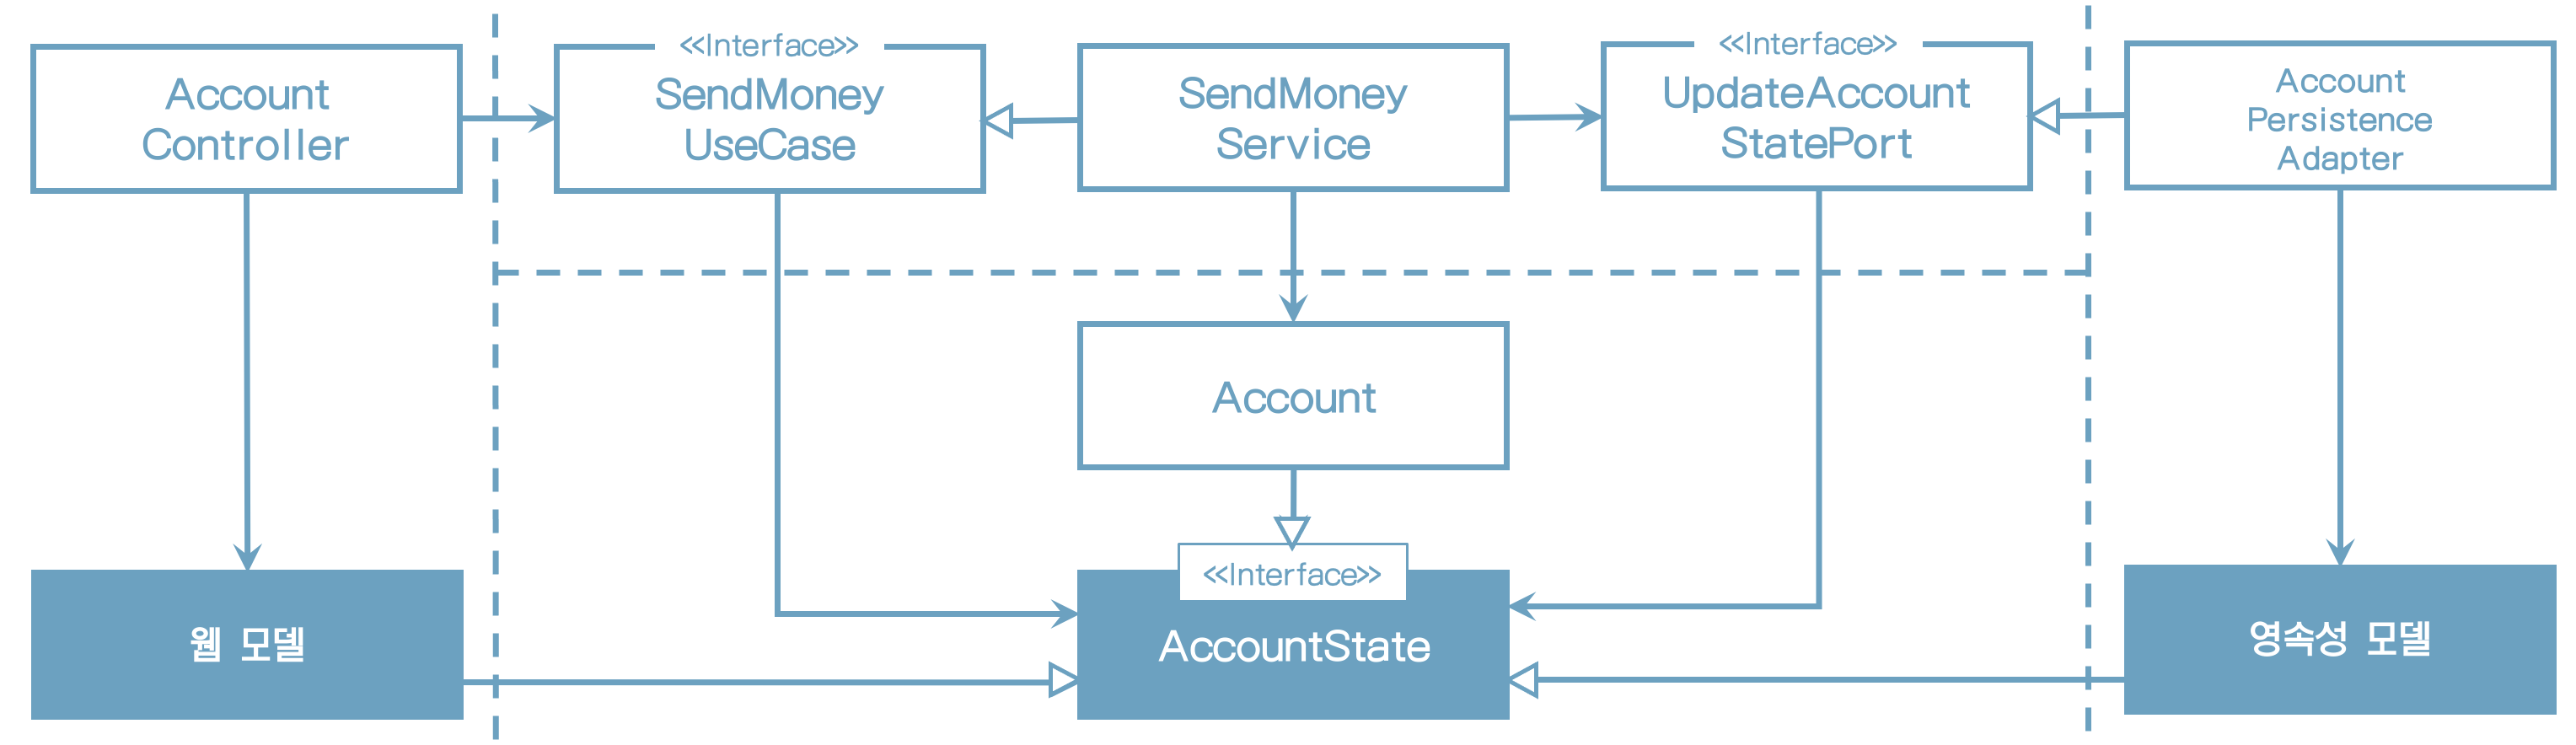 Account
Controller
≪Interface≫
SendMoney
UseCase
SendMoney
Service
≪Interface≫
UpdateAccount
StatePort
Account
Persistence
Adapter
Account
웹 모델
≪Interface≫
AccountState
영속성 모델